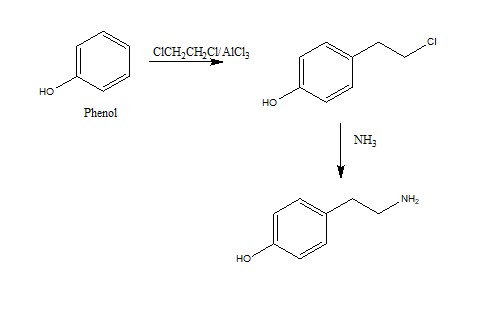 ClCH₂CH₂Cl/AlCl₃
Cl
HO
HO
Phenol
NH₃
NH₂
HO